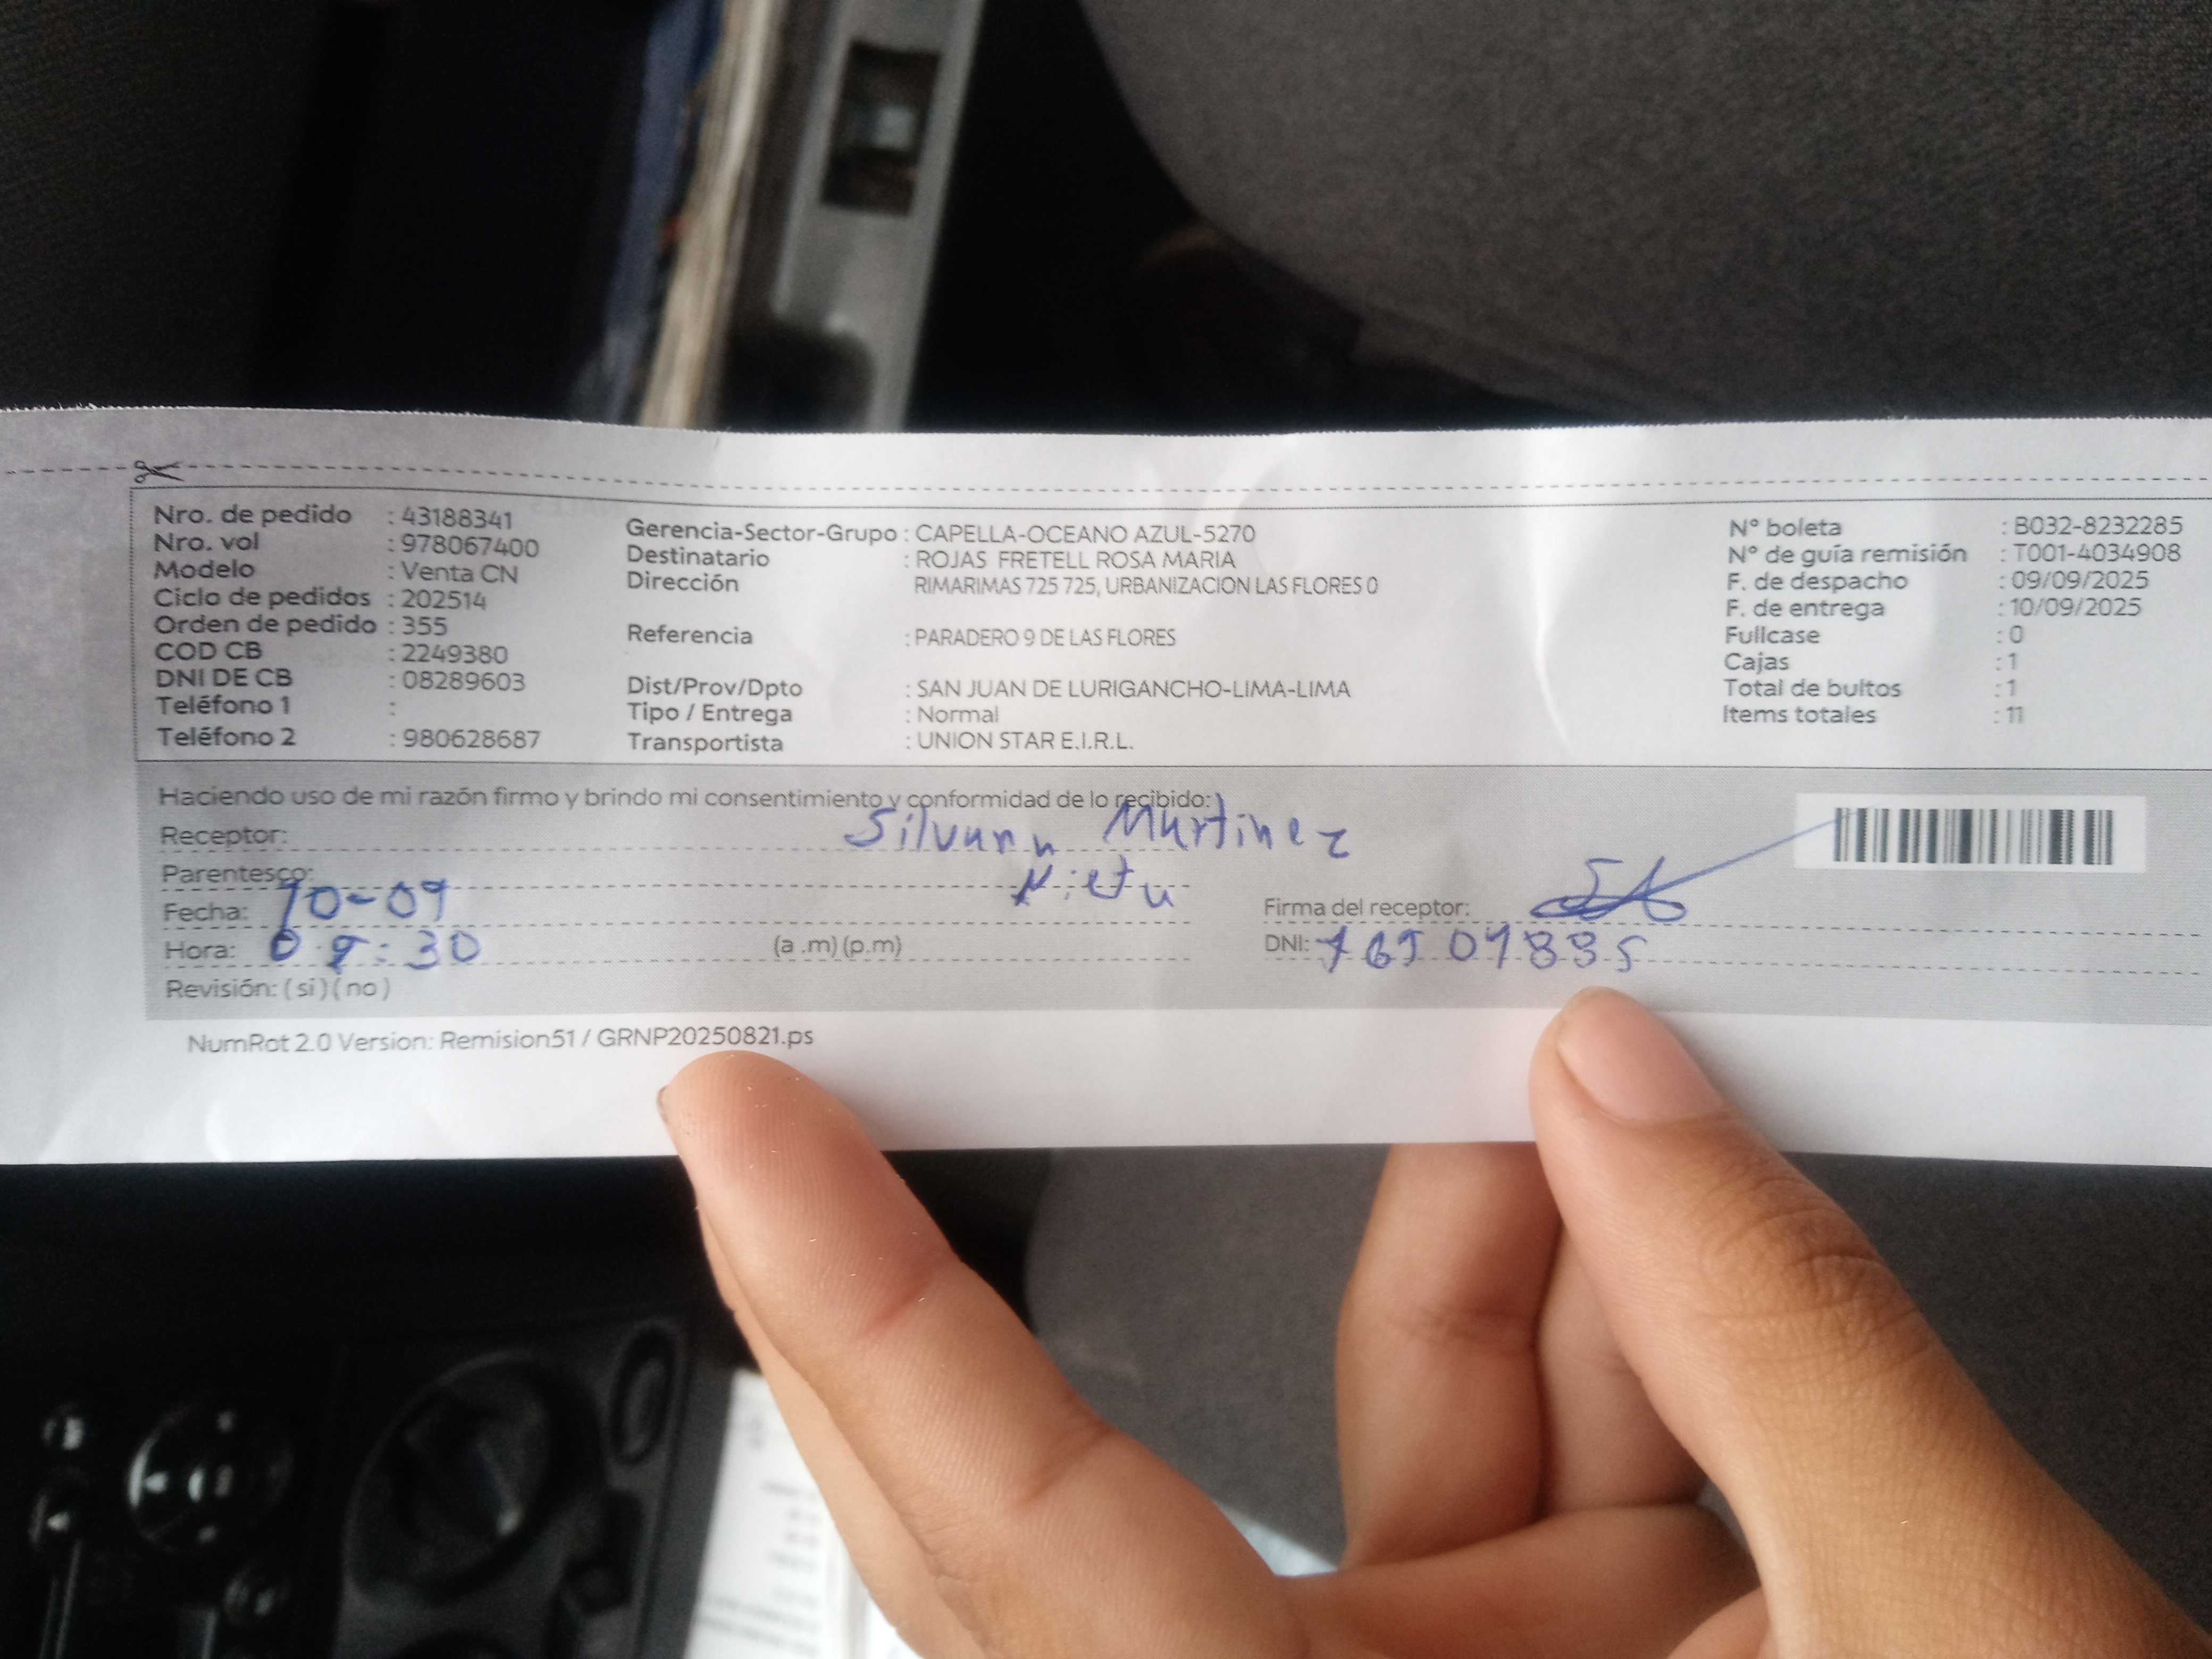 Nro. de pedido : 43188341
Nro. vol : 978067400
Modelo : Venta CN
Ciclo de pedidos : 202514
Orden de pedido : 355
COD CB : 2249380
DNI DE CB : 08289603
Teléfono 1 :
Teléfono 2 : 980628687
Gerencia-Sector-Grupo : CAPELLA-OCEANO AZUL-5270
Destinatario : ROJAS FRETELL ROSA MARIA
Dirección RIMARIMAS 725 725, URBANIZACION LAS FLORES 0
Referencia : PARADERO 9 DE LAS FLORES
Dist/Prov/Dpto : SAN JUAN DE LURIGANCHO-LIMA-LIMA
Tipo / Entrega : Normal
Transportista : UNION STAR E.I.R.L.
N° boleta : B032-8232285
N° de guía remisión : T001-4034908
F. de despacho : 09/09/2025
F. de entrega : 10/09/2025
Fullcase : 0
Cajas : 1
Total de bultos : 1
Items totales : 11
Haciendo uso de mi razón firmo y brindo mi consentimiento y conformidad de lo recibido:
Receptor: Silvana Martinez
Parentesco: Nieta
Fecha: 10-09
Hora: :30 (a .m) (p.m)
Revisión: ( si ) ( no )
Firma del receptor:
DNI:
NumRot 2.0 Version: Remision51 / GRNP20250821.ps